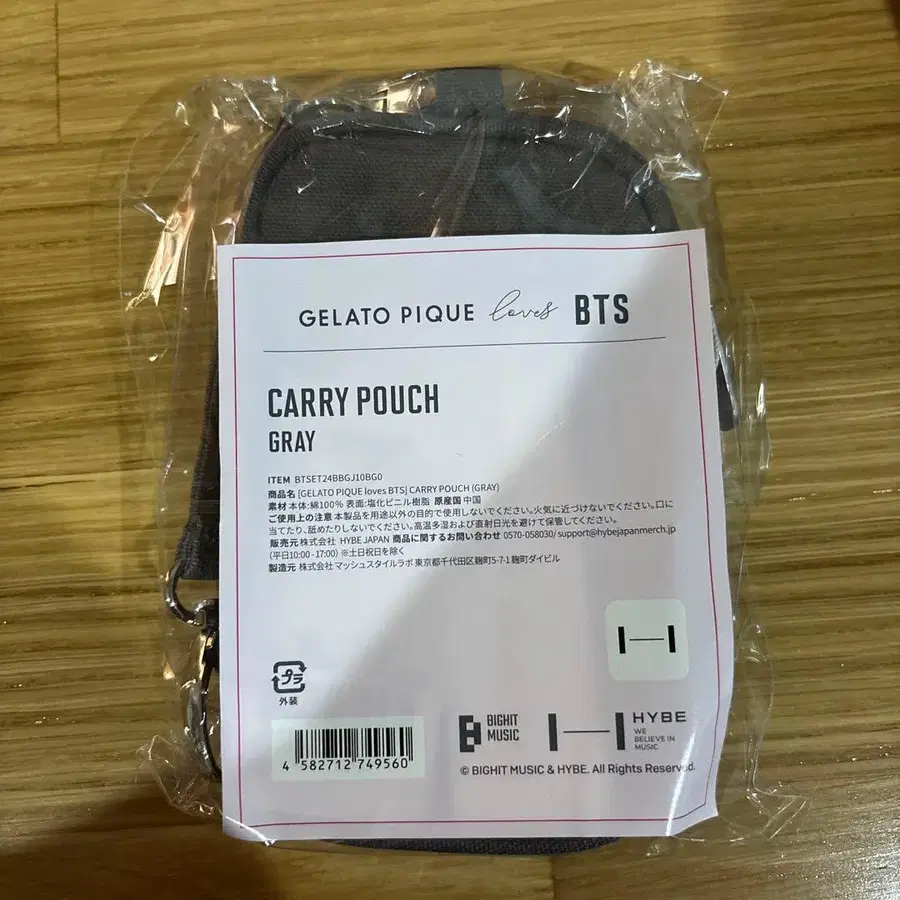 GELATO PIQUE loves BTS
CARRY POUCH
GRAY
ITEM BTSET24BBGJ10BG0
商品名 [GELATO PIQUE loves BTS] CARRY POUCH (GRAY)
素材 本体:綿100% 表面:塩化ビニル樹脂 原産国 中国
ご使用上の注意 本製品を用途以外の目的で使用しないでください。火気に近づけないでください。口に
当てたり、舐めたりしないでください。高温多湿および直射日光を避けて保管してください。
販売元 株式会社 HYBE JAPAN 商品に関するお問い合わせ 0570-058030/ support@hybejapanmerch.jp
(平日10:00 - 17:00) ※土日祝日を除く
製造元 株式会社 マッシュスタイルラボ 東京都千代田区麹町5-7-1 麹町ダイビル
プラ
外装
4 582712 749560
BIGHIT MUSIC
HYBE
WE BELIEVE IN MUSIC
© BIGHIT MUSIC & HYBE. All Rights Reserved.